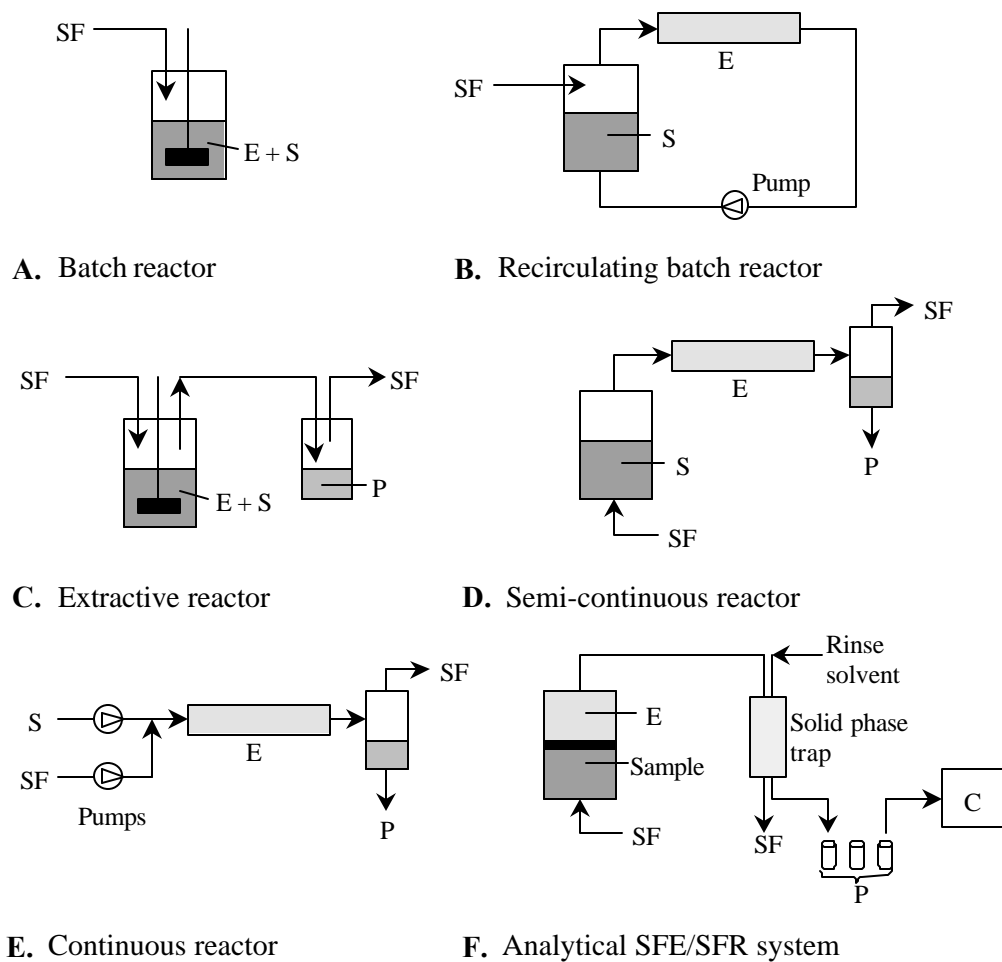 SF
E + S
A. Batch reactor
E
SF
S
Pump
B. Recirculating batch reactor
SF
SF
E + S
P
C. Extractive reactor
SF
E
S
P
SF
D. Semi-continuous reactor
S
SF
Pumps
E
SF
P
E. Continuous reactor
Rinse
solvent
E
Solid phase
trap
Sample
SF
SF
C
P
F. Analytical SFE/SFR system